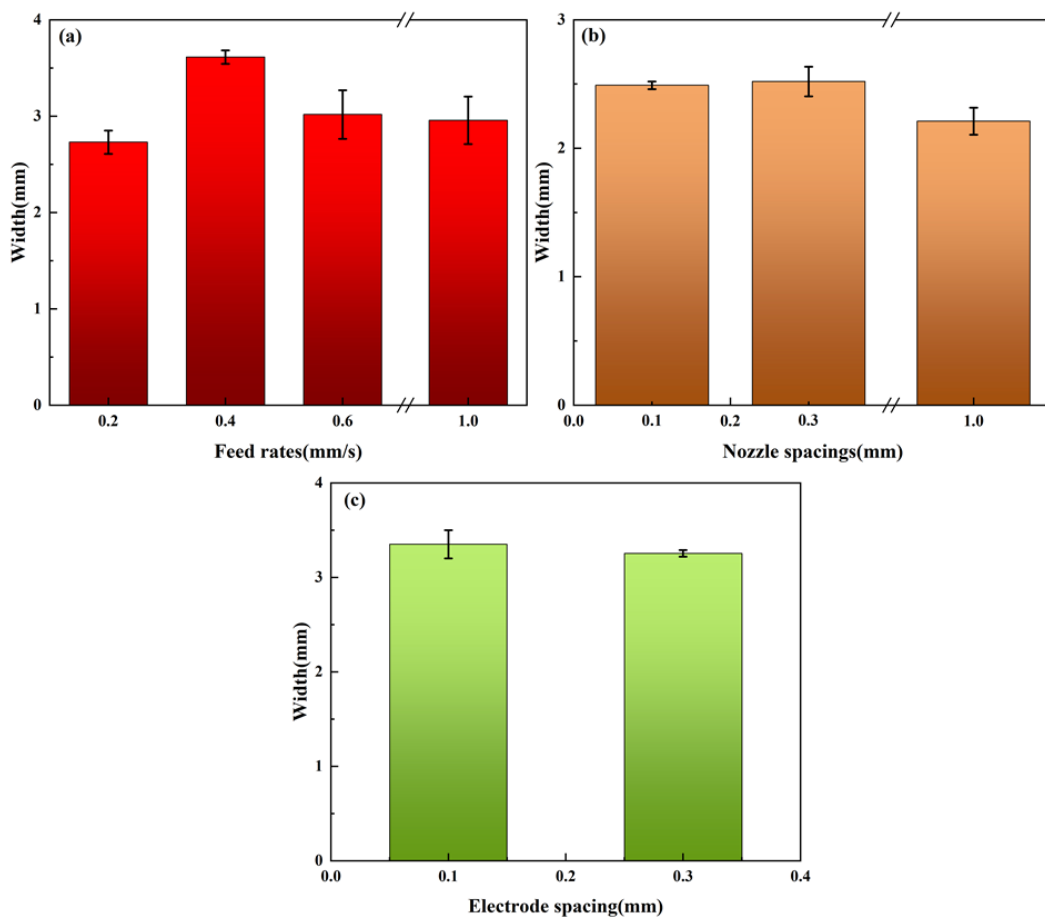 (a)
Width(mm)
4
3
2
1
0
0.2 0.4 0.6 1.0
Feed rates(mm/s)
(b)
Width(mm)
3
2
1
0
0.0 0.1 0.2 0.3 1.0
Nozzle spacings(mm)
(c)
Width(mm)
4
3
2
1
0
0.0 0.1 0.2 0.3 0.4
Electrode spacing(mm)